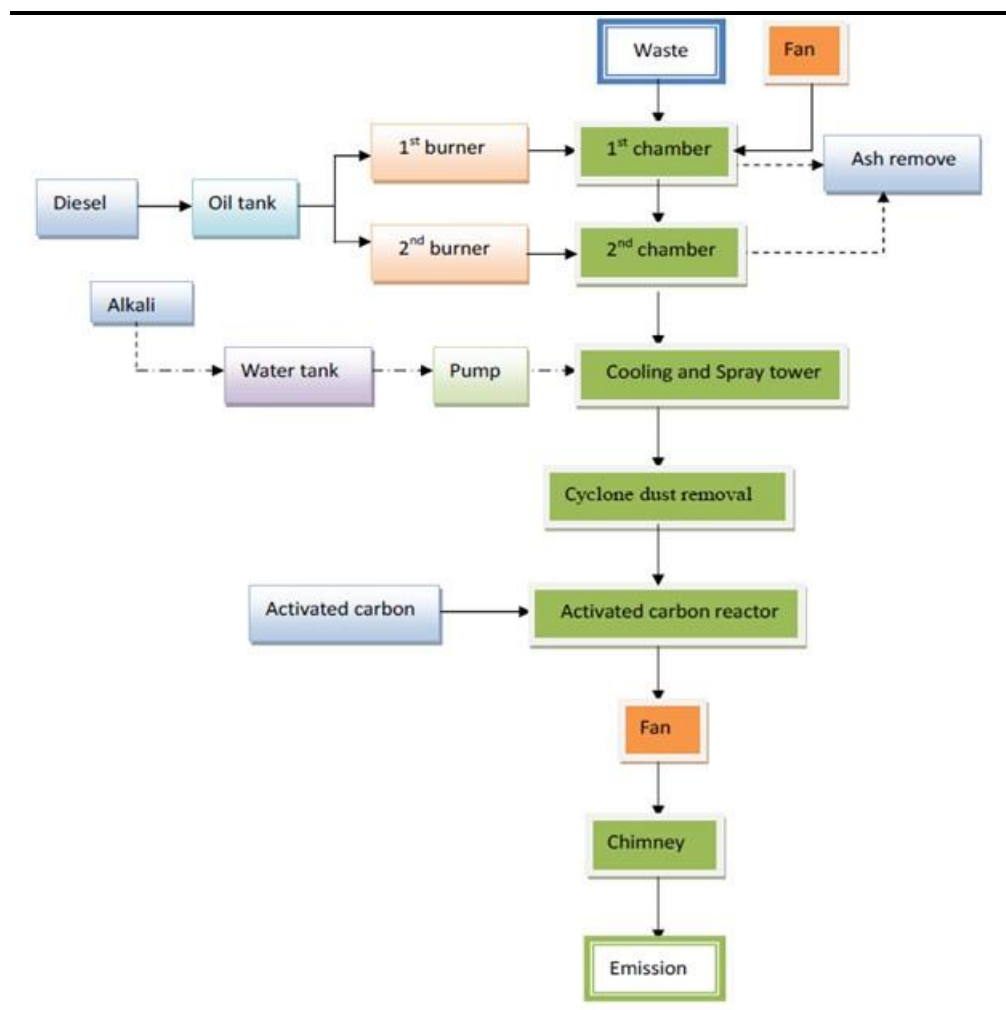 Waste
Fan
1st burner
1st chamber
Ash remove
Diesel
Oil tank
2nd burner
2nd chamber
Alkali
Water tank
Pump
Cooling and Spray tower
Cyclone dust removal
Activated carbon
Activated carbon reactor
Fan
Chimney
Emission